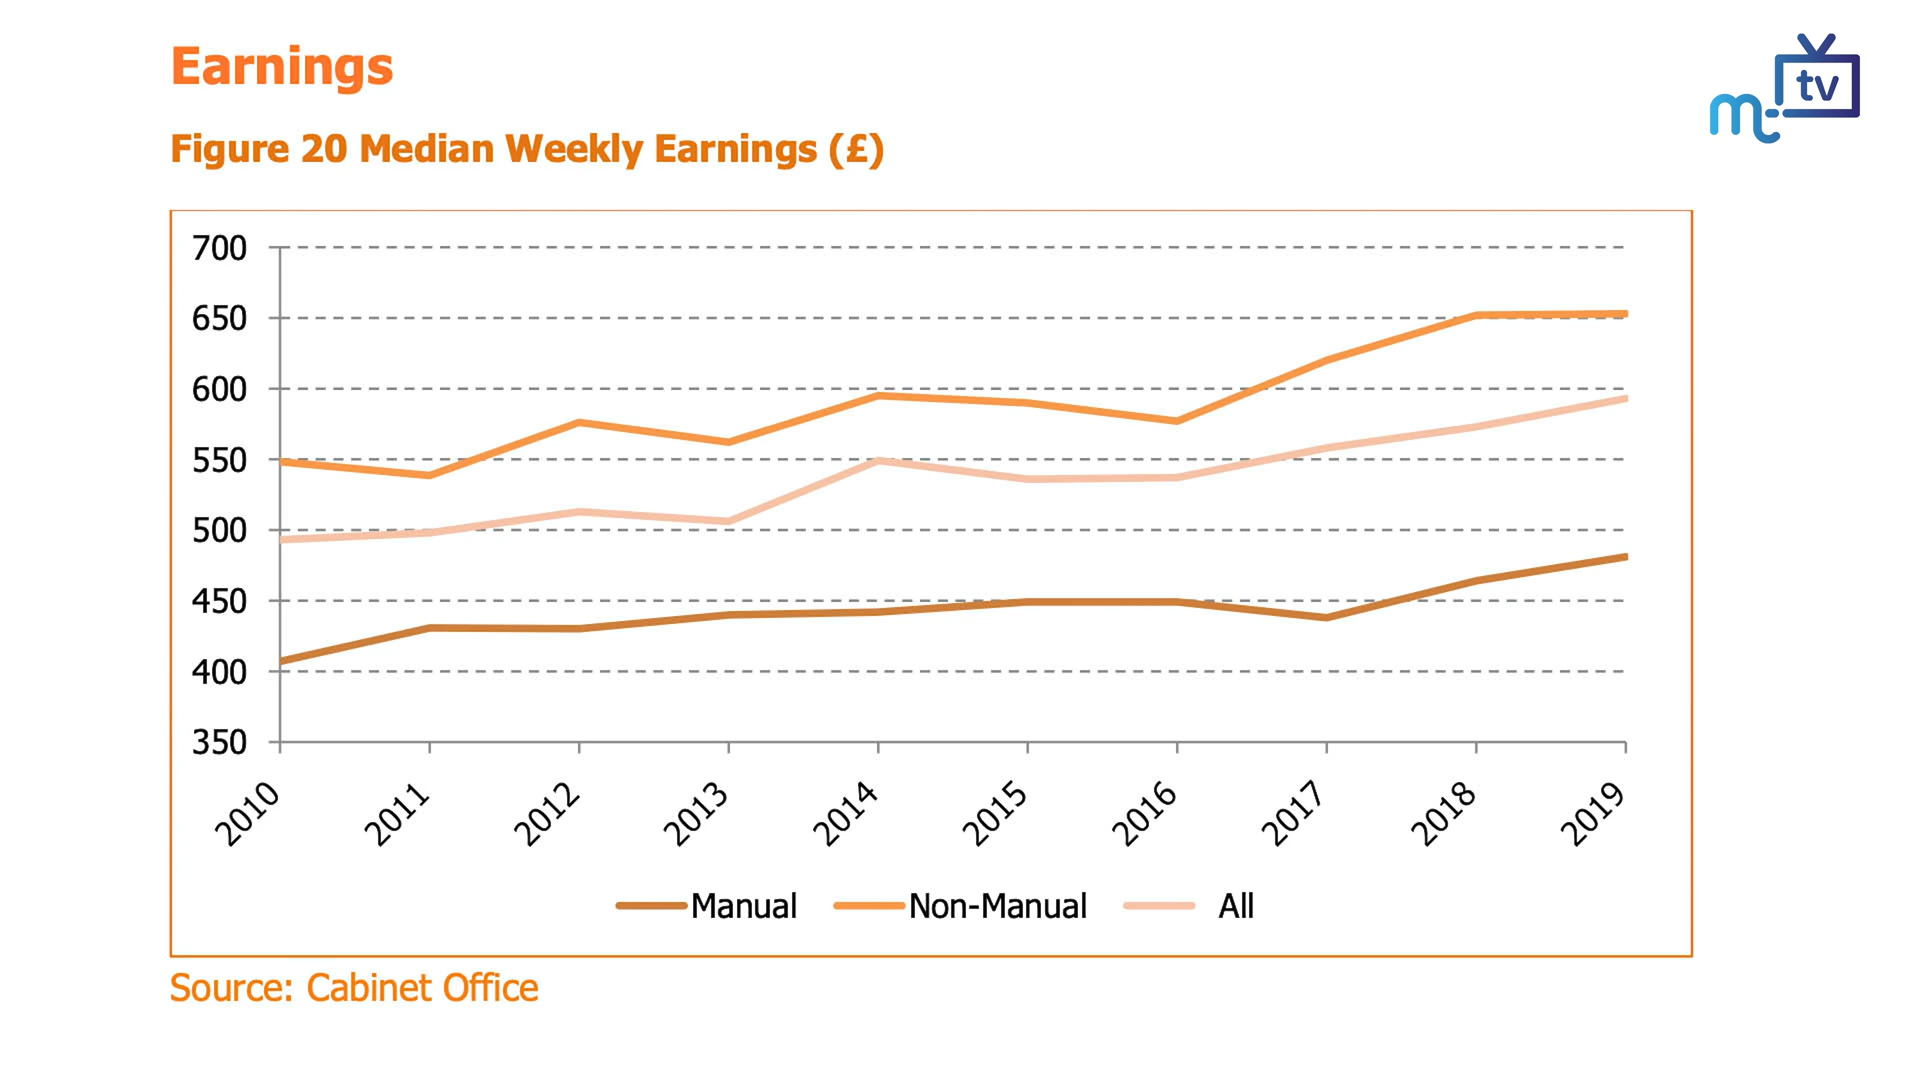 Earnings
m tv
Figure 20 Median Weekly Earnings (£)
700
650
600
550
500
450
400
350
2010 2011 2012 2013 2014 2015 2016 2017 2018 2019
Manual Non-Manual All
Source: Cabinet Office